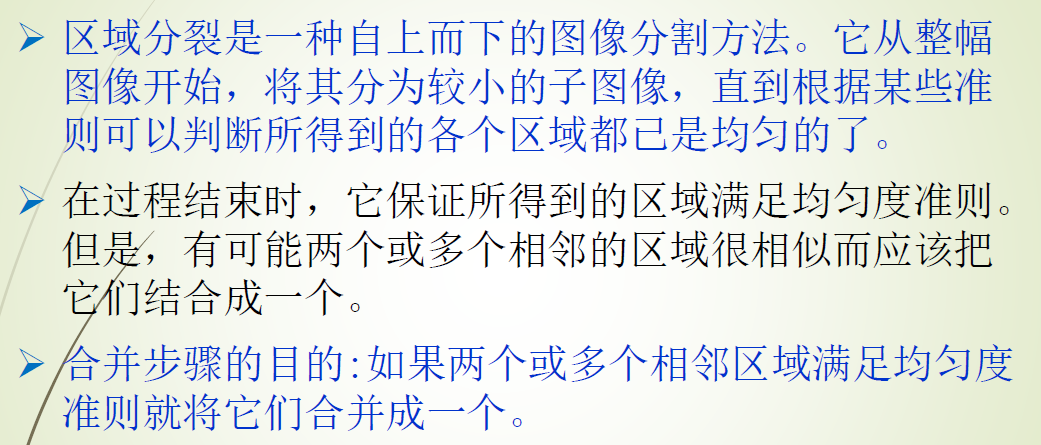 区域分裂是一种自上而下的图像分割方法。它从整幅
图像开始，将其分为较小的子图像，直到根据某些准
则可以判断所得到的各个区域都已是均匀的了。
在过程结束时，它保证所得到的区域满足均匀度准则。
但是，有可能两个或多个相邻的区域很相似而应该把
它们结合成一个。
合并步骤的目的:如果两个或多个相邻区域满足均匀度
准则就将它们合并成一个。